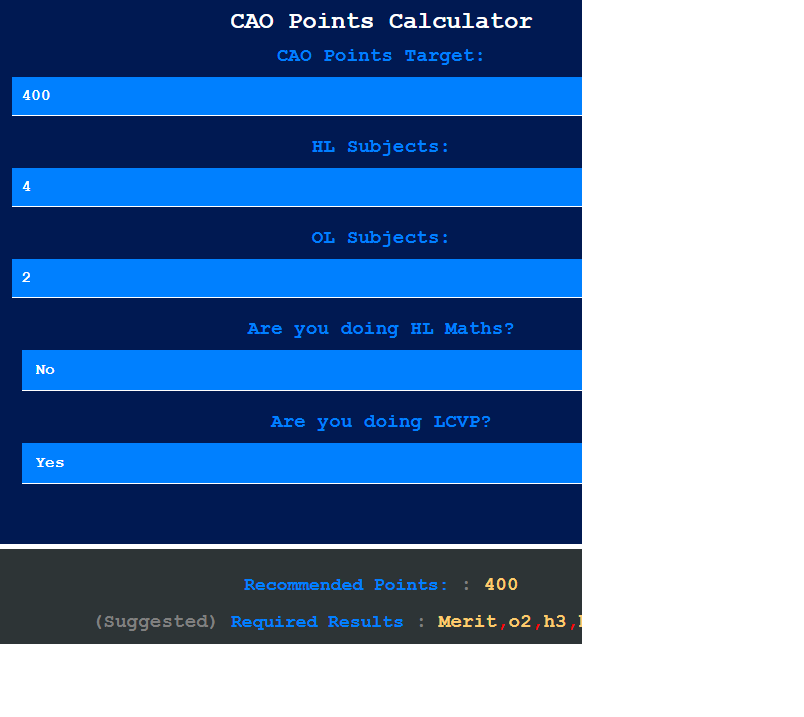 CAO Points Calculator
CAO Points Target:
400
HL Subjects:
4
OL Subjects:
2
Are you doing HL Maths?
No
Are you doing LCVP?
Yes
Recommended Points: : 400
(Suggested) Required Results : Merit,o2,h3,